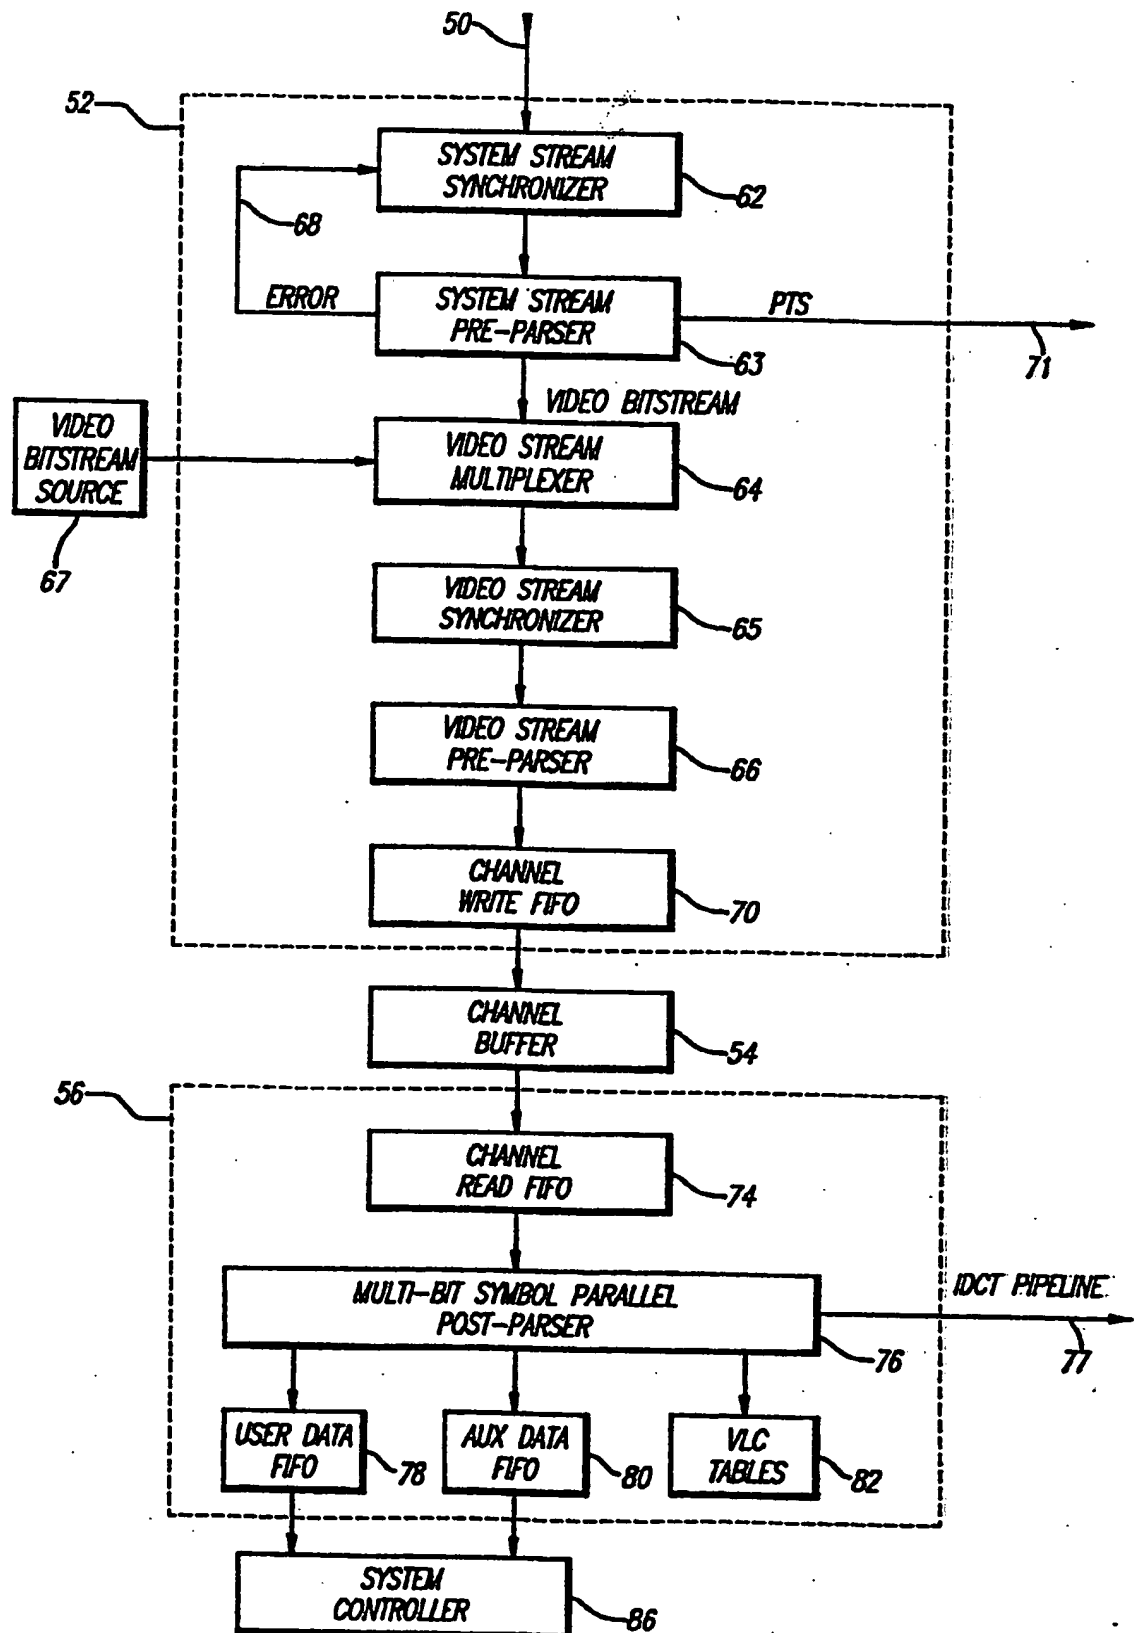 50
52
SYSTEM STREAM
SYNCHRONIZER
62
68
ERROR
SYSTEM STREAM
PRE-PARSER
63
PTS
71
VIDEO BITSTREAM
VIDEO
BITSTREAM
SOURCE
67
VIDEO STREAM
MULTIPLEXER
64
VIDEO STREAM
SYNCHRONIZER
65
VIDEO STREAM
PRE-PARSER
66
CHANNEL
WRITE FIFO
70
CHANNEL
BUFFER
54
56
CHANNEL
READ FIFO
74
MULTI-BIT SYMBOL PARALLEL
POST-PARSER
76
IDCT PIPELINE
77
USER DATA
FIFO
78
AUX DATA
FIFO
80
VLC
TABLES
82
SYSTEM
CONTROLLER
86